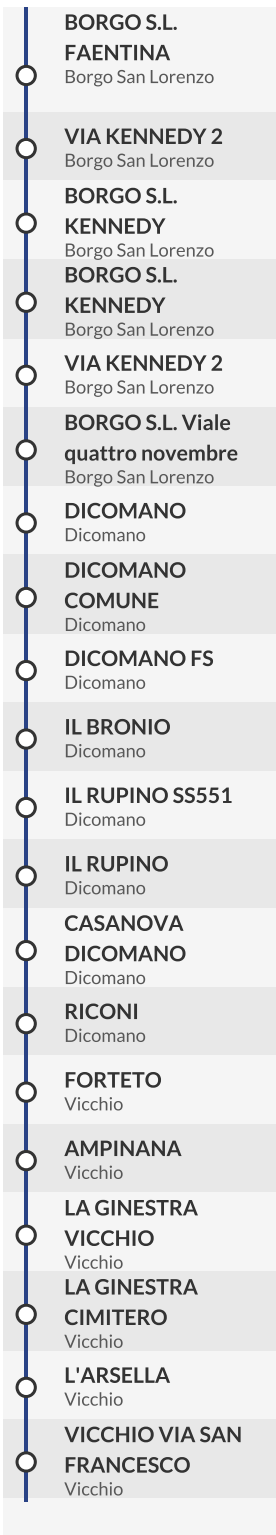 BORGO S.L.
FAENTINA
Borgo San Lorenzo
VIA KENNEDY 2
Borgo San Lorenzo
BORGO S.L.
KENNEDY
Borgo San Lorenzo
BORGO S.L.
KENNEDY
Borgo San Lorenzo
VIA KENNEDY 2
Borgo San Lorenzo
BORGO S.L. Viale
quattro novembre
Borgo San Lorenzo
DICOMANO
Dicomano
DICOMANO
COMUNE
Dicomano
DICOMANO FS
Dicomano
IL BRONIO
Dicomano
IL RUPINO SS551
Dicomano
IL RUPINO
Dicomano
CASANOVA
DICOMANO
Dicomano
RICONI
Dicomano
FORTETO
Vicchio
AMPINANA
Vicchio
LA GINESTRA
VICCHIO
Vicchio
LA GINESTRA
CIMITERO
Vicchio
L'ARSELLA
Vicchio
VICCHIO VIA SAN
FRANCESCO
Vicchio